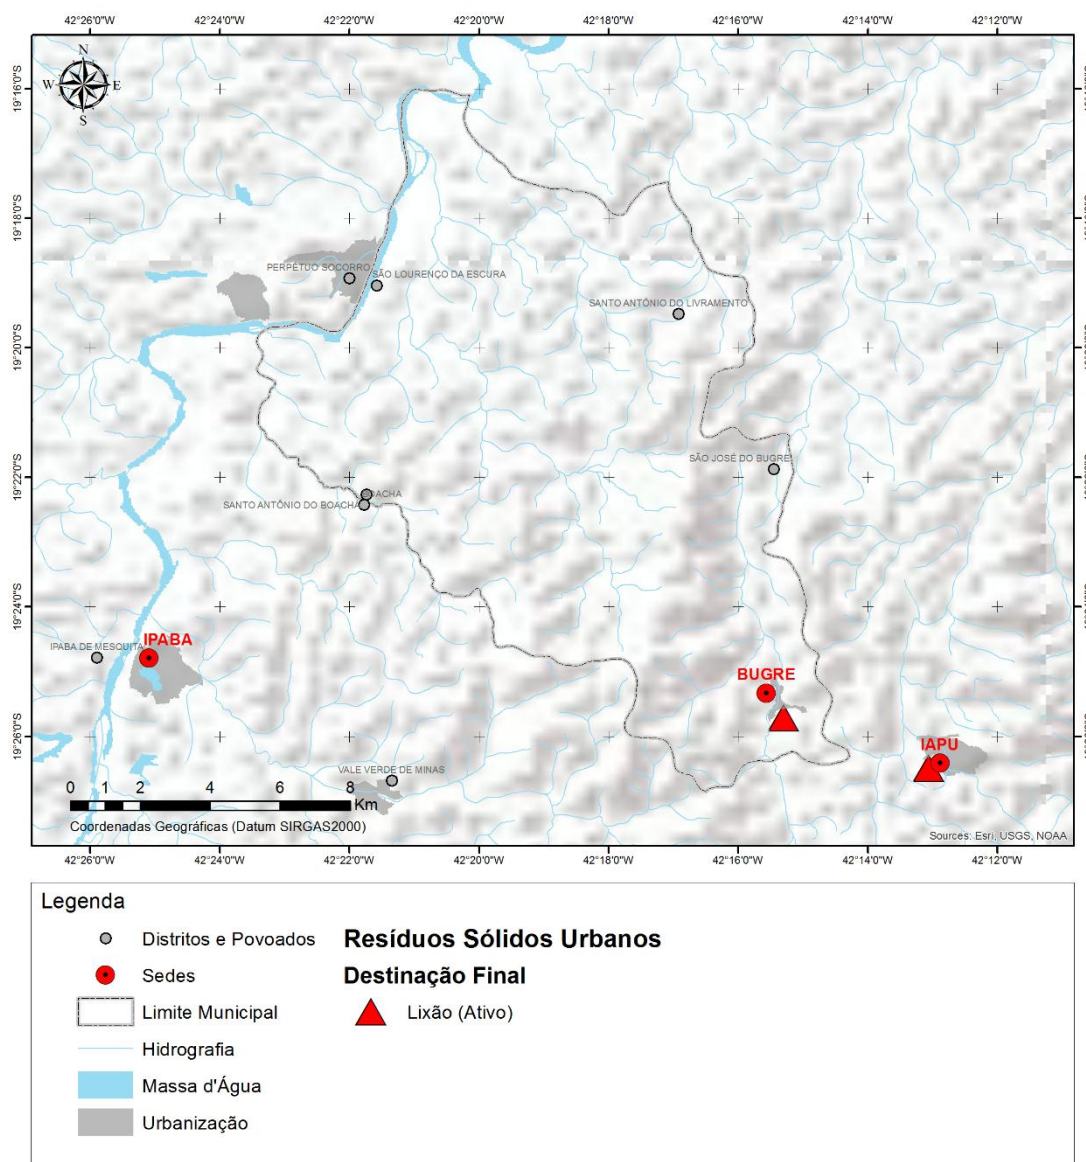 42°26'0"W 42°24'0"W 42°22'0"W 42°20'0"W 42°18'0"W 42°16'0"W 42°14'0"W 42°12'0"W
N
W E
S
19°16'0"S
19°18'0"S
PERPÉTUO SOCORRO
SÃO LOURENÇO DA ESCURA
SANTO ANTÔNIO DO LIVRAMENTO
19°20'0"S
SÃO JOSÉ DO BUGRE
19°22'0"S
SANTO ANTÔNIO DO BOACHA
19°24'0"S
IPABA
IPABA DE MESQUITA
BUGRE
19°26'0"S
IAPU
VALE VERDE DE MINAS
0 1 2 4 6 8
Km
Coordenadas Geográficas (Datum SIRGAS2000)
Sources: Esri, USGS, NOAA
42°26'0"W 42°24'0"W 42°22'0"W 42°20'0"W 42°18'0"W 42°16'0"W 42°14'0"W 42°12'0"W
Legenda
Distritos e Povoados
Resíduos Sólidos Urbanos
Sedes
Destinação Final
Limite Municipal
Lixão (Ativo)
Hidrografia
Massa d'Água
Urbanização